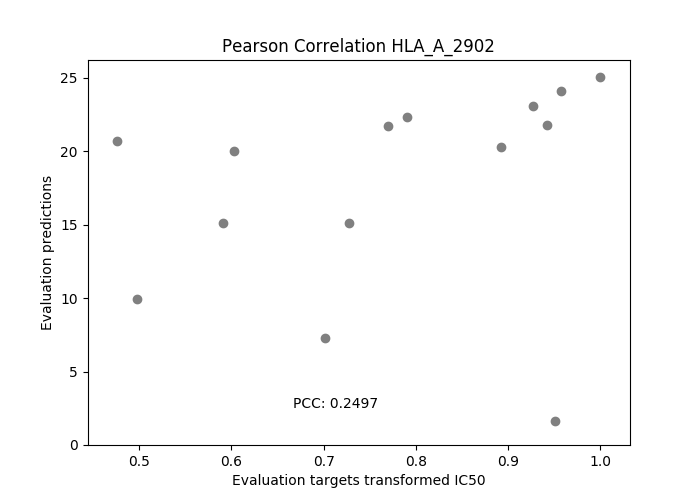 Pearson Correlation HLA_A_2902
25
20
15
10
5
0
Evaluation predictions
PCC: 0.2497
0.5 0.6 0.7 0.8 0.9 1.0
Evaluation targets transformed IC50